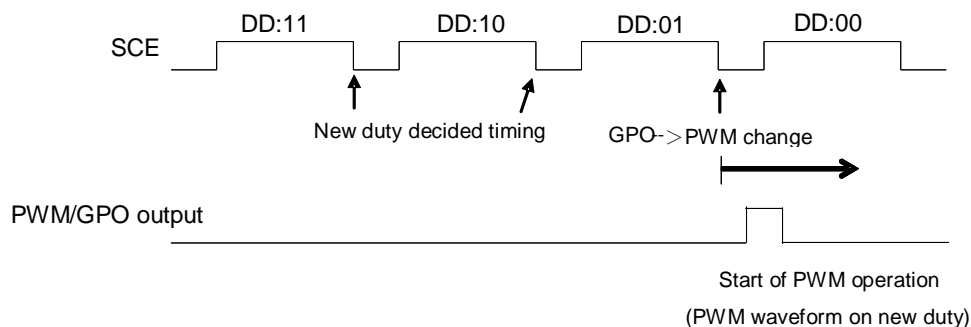 DD:11 DD:10 DD:01 DD:00
SCE
New duty decided timing
GPO-->PWM change
PWM/GPO output
Start of PWM operation
(PWM waveform on new duty)